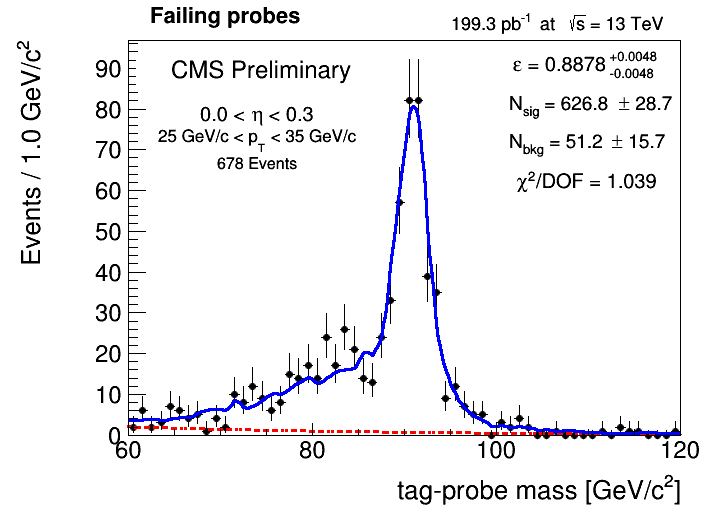 Failing probes
199.3 pb⁻¹ at √s = 13 TeV
CMS Preliminary
0.0 < η < 0.3
25 GeV/c < p_T < 35 GeV/c
678 Events
ε = 0.8878 +0.0048 -0.0048
N_sig = 626.8 ± 28.7
N_bkg = 51.2 ± 15.7
χ²/DOF = 1.039
Events / 1.0 GeV/c²
90
80
70
60
50
40
30
20
10
0
60 80 100 120
tag-probe mass [GeV/c²]